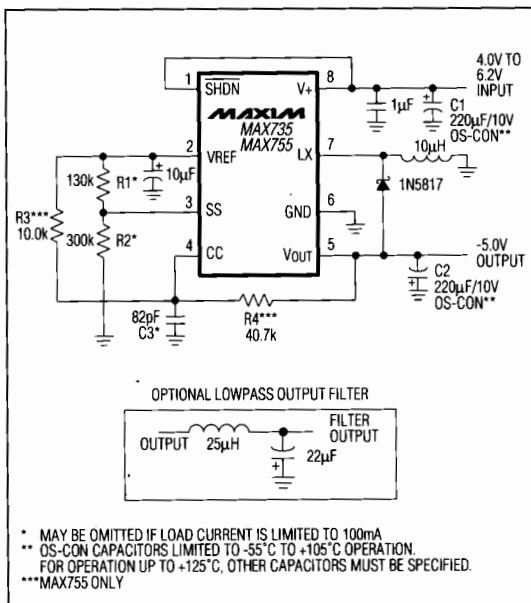 4.0V TO
6.2V
INPUT
1
SHDN
V+
8
1µF
+
C1
220µF/10V
OS-CON**
MAXIM
MAX735
MAX755
2
VREF
+
10µF
LX
7
10µH
1N5817
130k
R1*
3
SS
GND
6
R3***
10.0k
300k
R2*
4
CC
VOUT
5
-5.0V
OUTPUT
C2
+
220µF/10V
OS-CON**
82pF
C3*
R4***
40.7k
OPTIONAL LOWPASS OUTPUT FILTER
OUTPUT
25µH
FILTER
OUTPUT
22µF
+
* MAY BE OMITTED IF LOAD CURRENT IS LIMITED TO 100mA
** OS-CON CAPACITORS LIMITED TO -55°C TO +105°C OPERATION.
FOR OPERATION UP TO +125°C, OTHER CAPACITORS MUST BE SPECIFIED.
***MAX755 ONLY